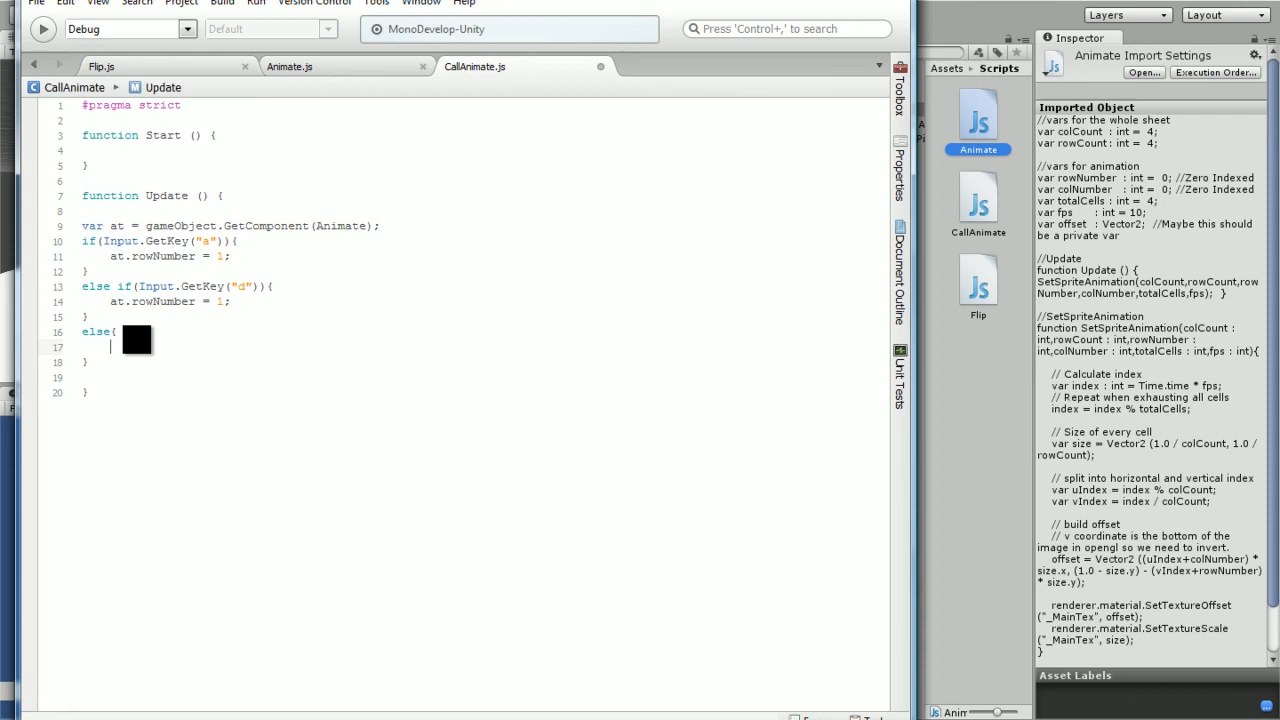 File Edit View Search Project Build Run Version Control Tools Window Help
Debug Default MonoDevelop-Unity Press 'Control+,' to search
Flip.js Animate.js CallAnimate.js
CallAnimate Update
1 #pragma strict
2
3 function Start () {
4
5 }
6
7 function Update () {
8
9 var at = gameObject.GetComponent(Animate);
10 if(Input.GetKey("a")){
11 at.rowNumber = 1;
12 }
13 else if(Input.GetKey("d")){
14 at.rowNumber = 1;
15 }
16 else{
17
18 }
19
20 }
Toolbox
Properties
Document Outline
Unit Tests
Layers Layout
Assets Scripts
Js
Animate
Js
CallAnimate
Js
Flip
Js Anim
Inspector
Js Animate Import Settings
Open... Execution Order...
Imported Object
//vars for the whole sheet
var colCount : int = 4;
var rowCount : int = 4;
//vars for animation
var rowNumber : int = 0; //Zero Indexed
var colNumber : int = 0; //Zero Indexed
var totalCells : int = 4;
var fps : int = 10;
var offset : Vector2; //Maybe this should
be a private var
//Update
function Update () {
SetSpriteAnimation(colCount,rowCount,row
Number,colNumber,totalCells,fps); }
//SetSpriteAnimation
function SetSpriteAnimation(colCount :
int,rowCount : int,rowNumber :
int,colNumber : int,totalCells : int,fps : int){
// Calculate index
var index : int = Time.time * fps;
// Repeat when exhausting all cells
index = index % totalCells;
// Size of every cell
var size = Vector2 (1.0 / colCount, 1.0 /
rowCount);
// split into horizontal and vertical index
var uIndex = index % colCount;
var vIndex = index / colCount;
// build offset
// v coordinate is the bottom of the
image in opengl so we need to invert.
offset = Vector2 ((uIndex+colNumber) *
size.x, (1.0 - size.y) - (vIndex+rowNumber)
* size.y);
renderer.material.SetTextureOffset
("_MainTex", offset);
renderer.material.SetTextureScale
("_MainTex", size);
}
Asset Labels